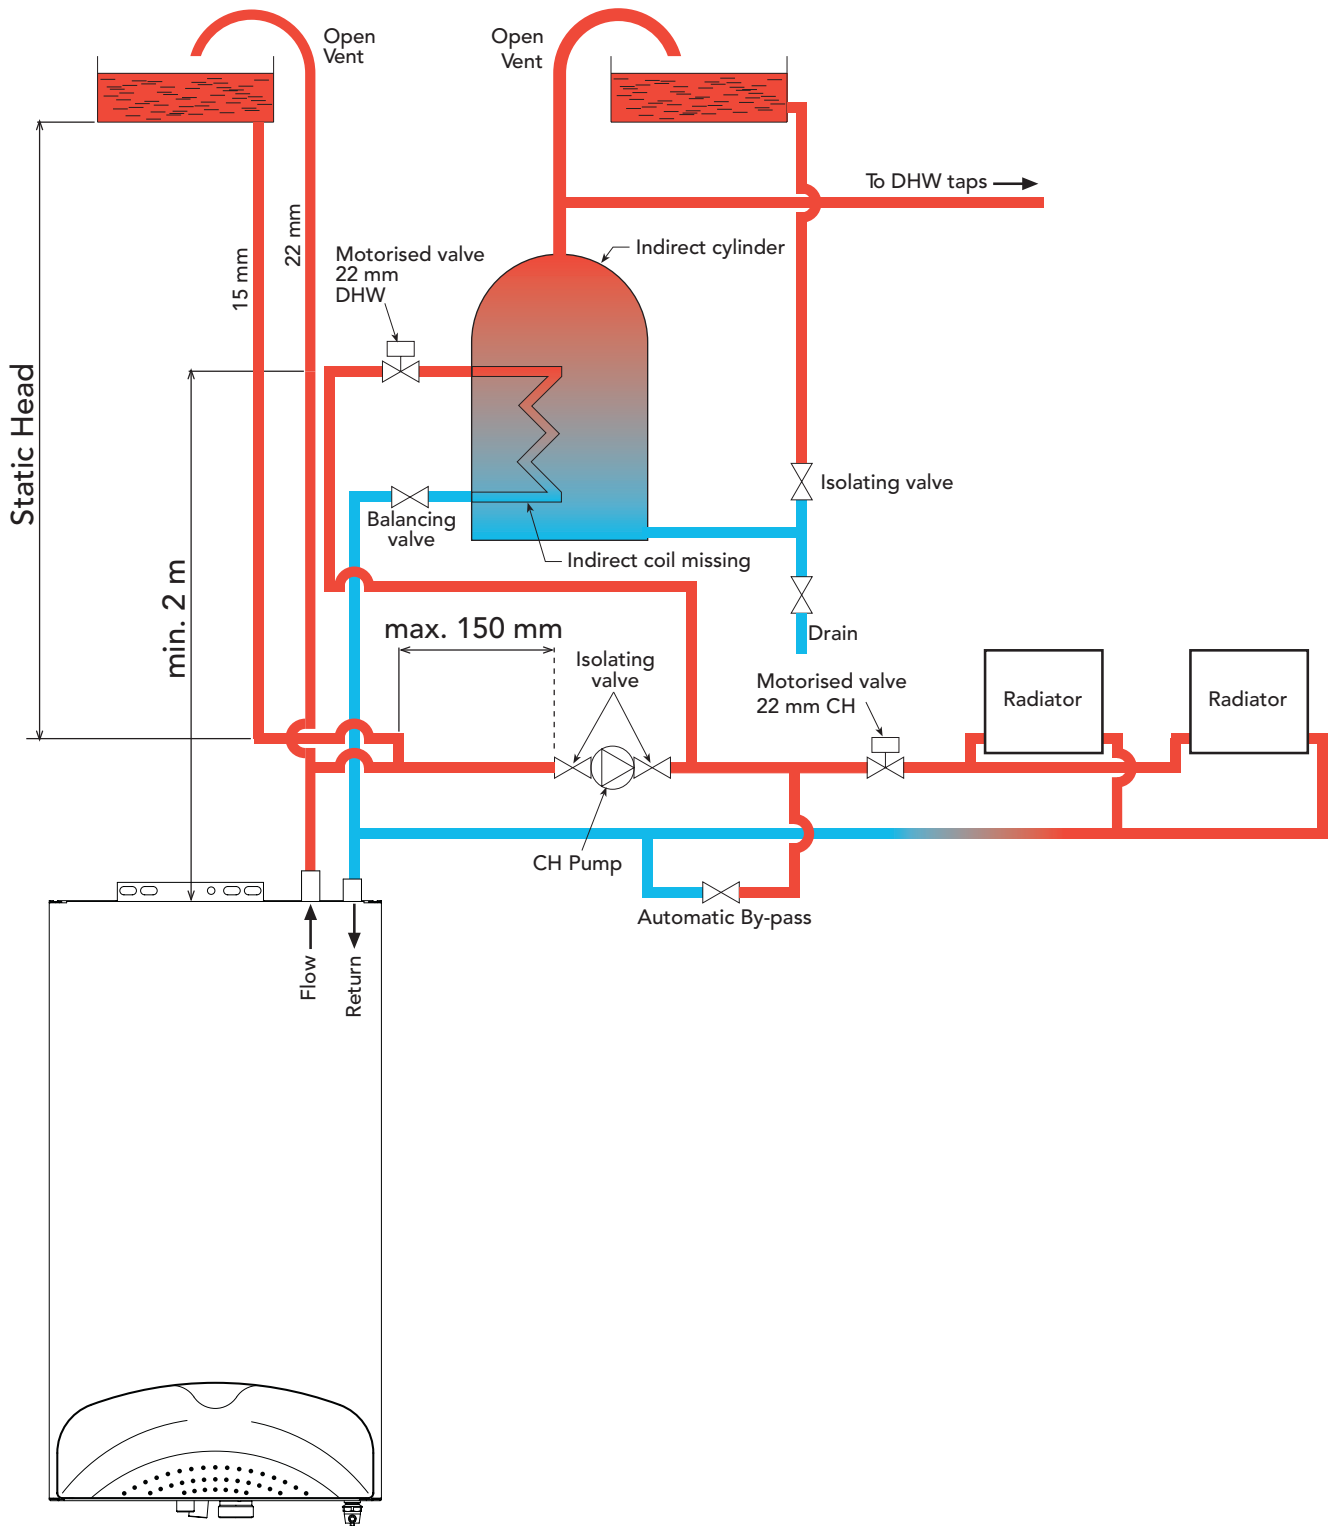 Open
Vent
Open
Vent
To DHW taps
22 mm
15 mm
Motorised valve
22 mm
DHW
Indirect cylinder
Static Head
Isolating valve
Balancing
valve
Indirect coil missing
min. 2 m
max. 150 mm
Drain
Isolating
valve
Motorised valve
22 mm CH
Radiator
Radiator
CH Pump
Automatic By-pass
Flow
Return